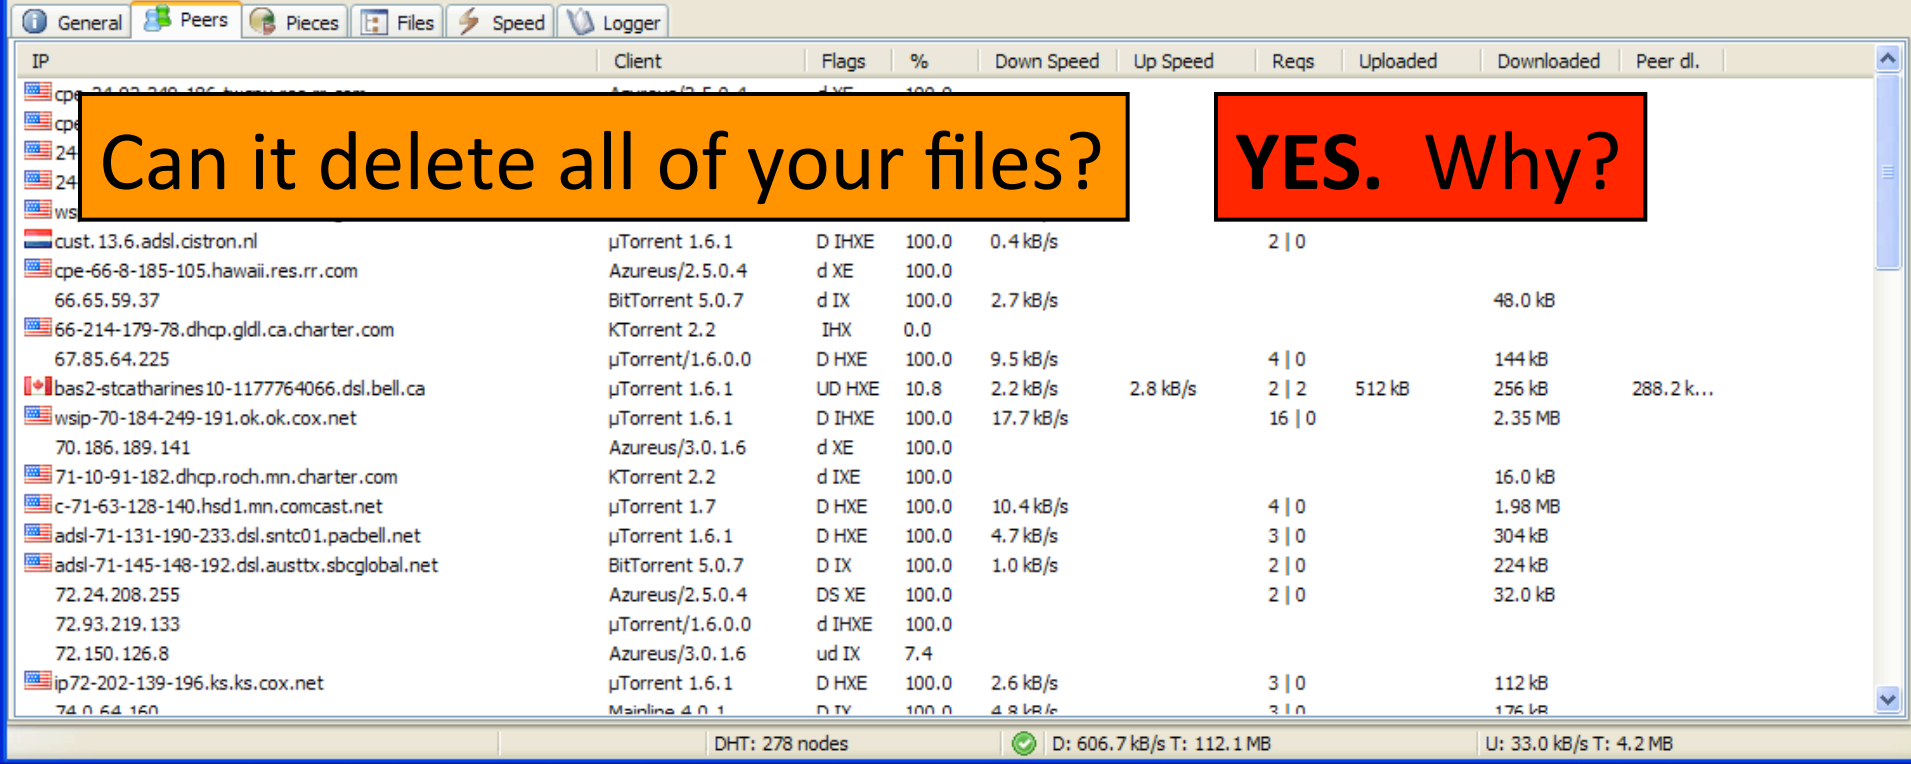 General Peers Pieces Files Speed Logger
IP Client Flags % Down Speed Up Speed Reqs Uploaded Downloaded Peer dl.
Can it delete all of your files? YES. Why?
cust.13.6.adsl.cistron.nl µTorrent 1.6.1 D IHXE 100.0 0.4 kB/s 2 | 0
cpe-66-8-185-105.hawaii.res.rr.com Azureus/2.5.0.4 d XE 100.0
66.65.59.37 BitTorrent 5.0.7 d IX 100.0 2.7 kB/s 48.0 kB
66-214-179-78.dhcp.gldl.ca.charter.com KTorrent 2.2 IHX 0.0
67.85.64.225 µTorrent/1.6.0.0 D HXE 100.0 9.5 kB/s 4 | 0 144 kB
bas2-stcatharines10-1177764066.dsl.bell.ca µTorrent 1.6.1 UD HXE 10.8 2.2 kB/s 2.8 kB/s 2 | 2 512 kB 256 kB 288.2 k...
wsip-70-184-249-191.ok.ok.cox.net µTorrent 1.6.1 D IHXE 100.0 17.7 kB/s 16 | 0 2.35 MB
70.186.189.141 Azureus/3.0.1.6 d XE 100.0
71-10-91-182.dhcp.roch.mn.charter.com KTorrent 2.2 d IXE 100.0 16.0 kB
c-71-63-128-140.hsd1.mn.comcast.net µTorrent 1.7 D HXE 100.0 10.4 kB/s 4 | 0 1.98 MB
adsl-71-131-190-233.dsl.sntc01.pacbell.net µTorrent 1.6.1 D HXE 100.0 4.7 kB/s 3 | 0 304 kB
adsl-71-145-148-192.dsl.austtx.sbcglobal.net BitTorrent 5.0.7 D IX 100.0 1.0 kB/s 2 | 0 224 kB
72.24.208.255 Azureus/2.5.0.4 DS XE 100.0 2 | 0 32.0 kB
72.93.219.133 µTorrent/1.6.0.0 d IHXE 100.0
72.150.126.8 Azureus/3.0.1.6 ud IX 7.4
ip72-202-139-196.ks.ks.cox.net µTorrent 1.6.1 D HXE 100.0 2.6 kB/s 3 | 0 112 kB
74.0.64.160 Mainline 4.0.1 D IX 100.0 4.8 kB/s 3 | 0 176 kB
DHT: 278 nodes D: 606.7 kB/s T: 112.1 MB U: 33.0 kB/s T: 4.2 MB